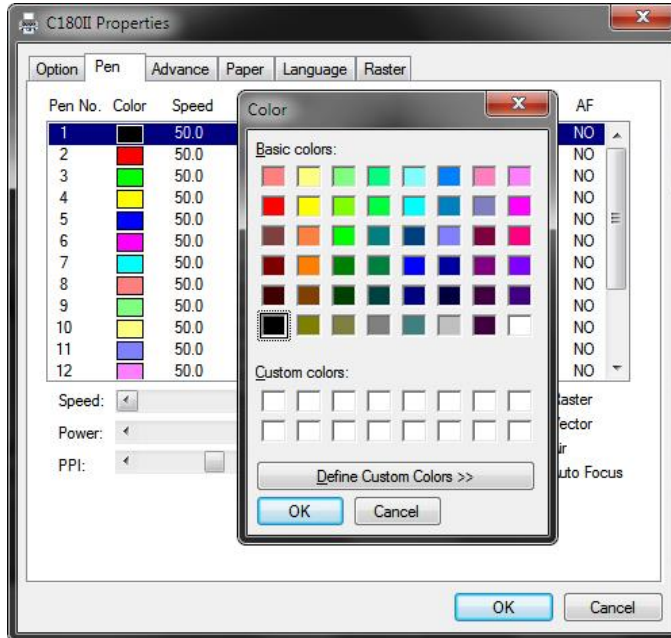 C180II Properties
Option Pen Advance Paper Language Raster
Pen No. Color Speed AF
1 50.0 NO
2 50.0 NO
3 50.0 NO
4 50.0 NO
5 50.0 NO
6 50.0 NO
7 50.0 NO
8 50.0 NO
9 50.0 NO
10 50.0 NO
11 50.0 NO
12 50.0 NO
Speed:
Power:
PPI:
Color
Basic colors:
Custom colors:
Define Custom Colors >>
OK Cancel
uto Focus
OK Cancel